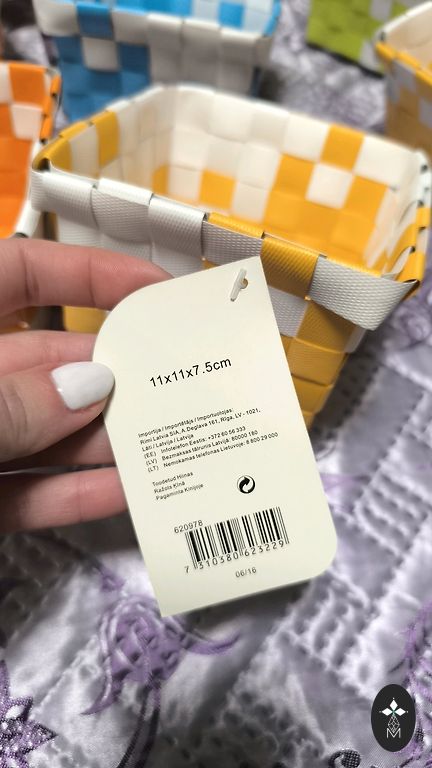 11x11x7.5cm
Importija / Importētājs / Importuotojas:
Rimi Latvia SIA, A.Deglava 161, Rīga, LV - 1021,
Läti / Latvija / Latvija
(EE) Infotelefon Eestis: +372 60 56 333
(LV) Bezmaksas tālrunis Latvijā: 80000 180
(LT) Nemokamas telefonas Lietuvoje: 8 800 29 000
Toodetud Hiinas
Ražots Ķīnā
Pagaminta Kinijoje
620978
7 310380 623229
06/16